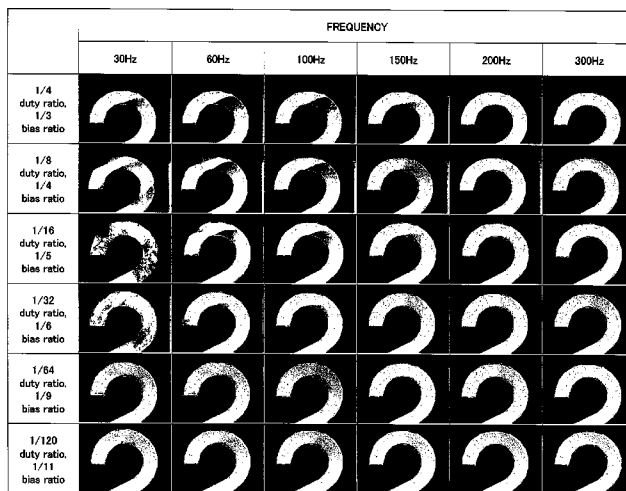 FREQUENCY
30Hz 60Hz 100Hz 150Hz 200Hz 300Hz
1/4
duty ratio,
1/3
bias ratio
1/8
duty ratio,
1/4
bias ratio
1/16
duty ratio,
1/5
bias ratio
1/32
duty ratio,
1/6
bias ratio
1/64
duty ratio,
1/9
bias ratio
1/120
duty ratio,
1/11
bias ratio